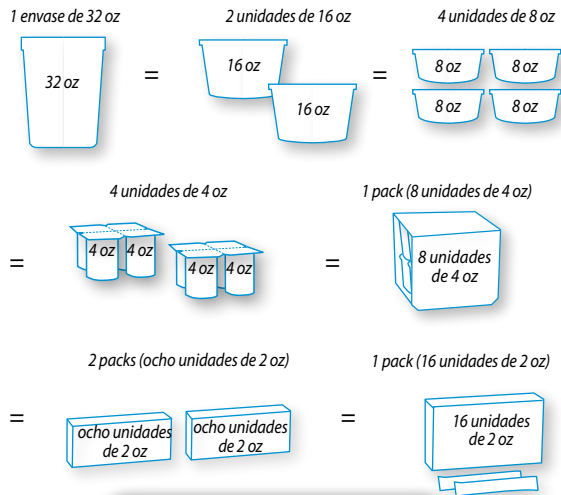 1 envase de 32 oz
2 unidades de 16 oz
4 unidades de 8 oz
32 oz
=
16 oz
16 oz
=
8 oz
8 oz
8 oz
8 oz
4 unidades de 4 oz
1 pack (8 unidades de 4 oz)
=
4 oz
4 oz
4 oz
4 oz
=
8 unidades
de 4 oz
2 packs (ocho unidades de 2 oz)
1 pack (16 unidades de 2 oz)
=
ocho unidades
de 2 oz
ocho unidades
de 2 oz
=
16 unidades
de 2 oz